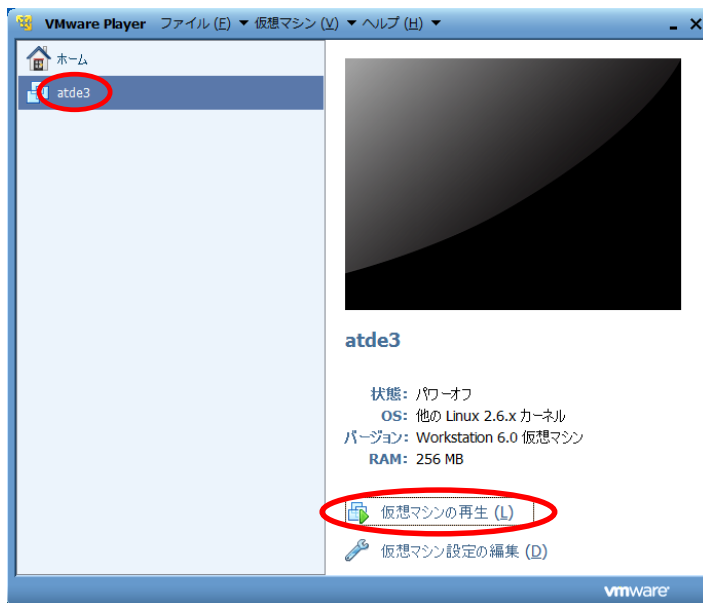 VMware Player ファイル(F) ▼ 仮想マシン(V) ▼ ヘルプ(H) ▼
ホーム
atde3
atde3
状態: パワーオフ
OS: 他の Linux 2.6.x カーネル
バージョン: Workstation 6.0 仮想マシン
RAM: 256 MB
仮想マシンの再生(L)
仮想マシン設定の編集(D)
vmware